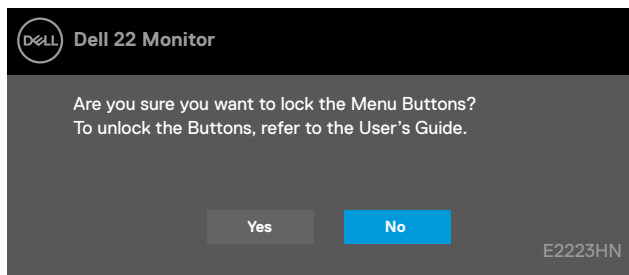 DELL Dell 22 Monitor
Are you sure you want to lock the Menu Buttons?
To unlock the Buttons, refer to the User's Guide.
Yes No
E2223HN